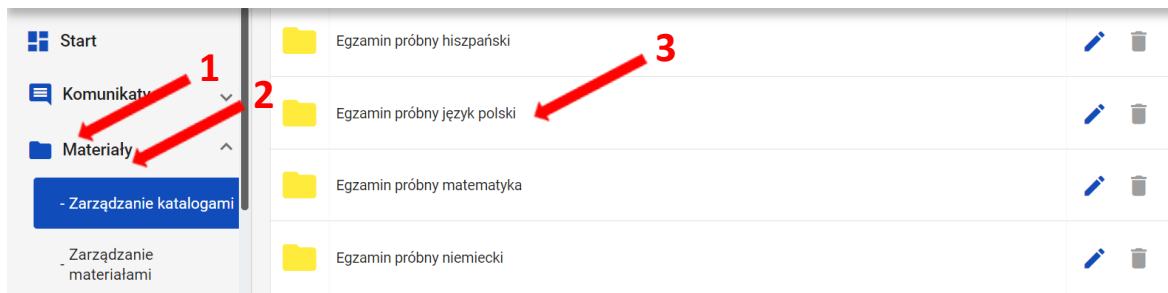 Start
Komunikaty
Materiały
- Zarządzanie katalogami
- Zarządzanie
materiałami
1
2
3
Egzamin próbny hiszpański
Egzamin próbny język polski
Egzamin próbny matematyka
Egzamin próbny niemiecki